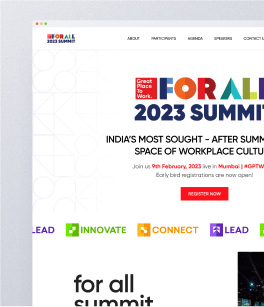 FOR ALL
2023 SUMMIT
ABOUT PARTICIPANTS AGENDA SPEAKERS CONTACT U
Great
Place
To
Work.
FOR ALL
2023 SUMMIT
INDIA'S MOST SOUGHT - AFTER SUMM
SPACE OF WORKPLACE CULTU
Join us 9th February, 2023 live in Mumbai | #GPTW
Early bird registrations are now open!
REGISTER NOW
LEAD INNOVATE CONNECT LEAD
for all
summit